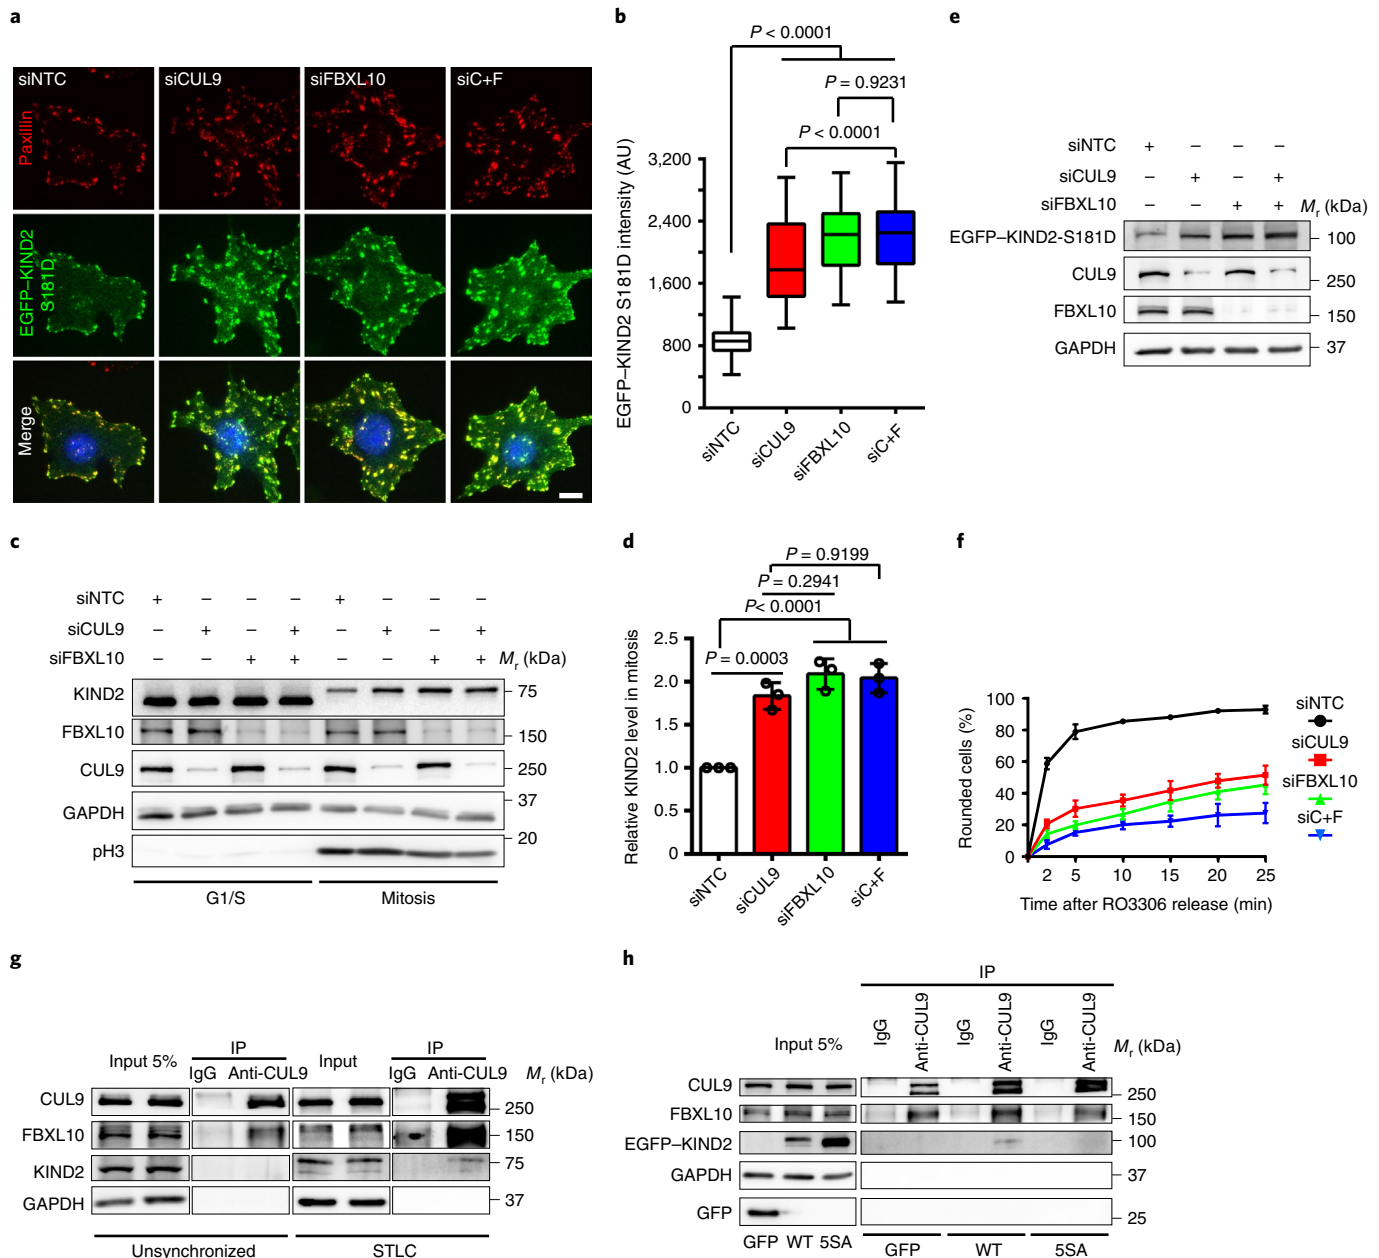 a
siNTC siCUL9 siFBXL10 siC+F
Paxillin
EGFP–KIND2
S181D
Merge
b
P < 0.0001
P = 0.9231
P < 0.0001
EGFP–KIND2 S181D intensity (AU)
3,200
2,400
1,600
800
0
siNTC siCUL9 siFBXL10 siC+F
e
siNTC + – – –
siCUL9 – + – +
siFBXL10 – – + + Mr (kDa)
EGFP–KIND2-S181D 100
CUL9 250
FBXL10 150
GAPDH 37
c
siNTC + – – – + – – –
siCUL9 – + – + – + – +
siFBXL10 – – + + – – + + Mr (kDa)
KIND2 75
FBXL10 150
CUL9 250
GAPDH 37
20
pH3
G1/S Mitosis
d
P = 0.9199
P = 0.2941
P< 0.0001
P = 0.0003
Relative KIND2 level in mitosis
2.5
2.0
1.5
1.0
0.5
0
siNTC siCUL9 siFBXL10 siC+F
f
Rounded cells (%)
100
80
60
40
20
0
2 5 10 15 20 25
Time after RO3306 release (min)
siNTC
siCUL9
siFBXL10
siC+F
g
Input 5% IP Input IP
IgG Anti-CUL9 IgG Anti-CUL9 Mr (kDa)
CUL9 250
FBXL10 150
KIND2 75
GAPDH 37
Unsynchronized STLC
h
IP
Input 5% IgG Anti-CUL9 IgG Anti-CUL9 IgG Anti-CUL9 Mr (kDa)
CUL9 250
FBXL10 150
EGFP–KIND2 100
GAPDH 37
GFP 25
GFP WT 5SA GFP WT 5SA